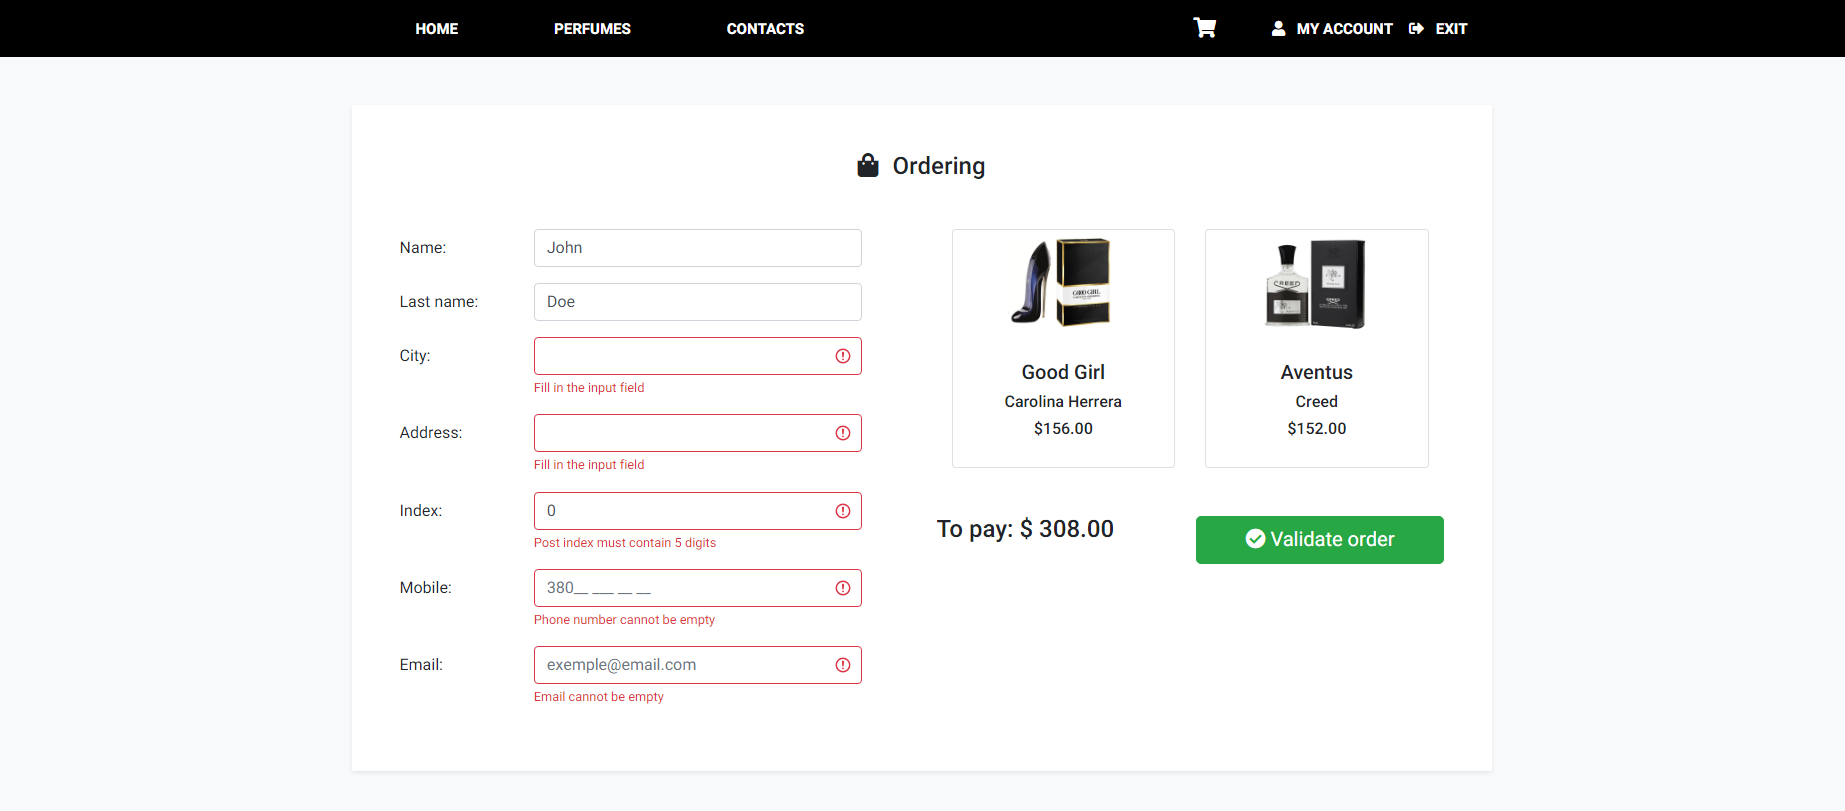 HOME PERFUMES CONTACTS MY ACCOUNT EXIT
Ordering
Name: John
Last name: Doe
City:
Fill in the input field
Address:
Fill in the input field
Index: 0
Post index must contain 5 digits
Mobile: 380__ ___ __ __
Phone number cannot be empty
Email: exemple@email.com
Email cannot be empty
GOOD GIRL
Good Girl
Carolina Herrera
$156.00
CREED
CREED
Aventus
Creed
$152.00
To pay: $ 308.00
Validate order